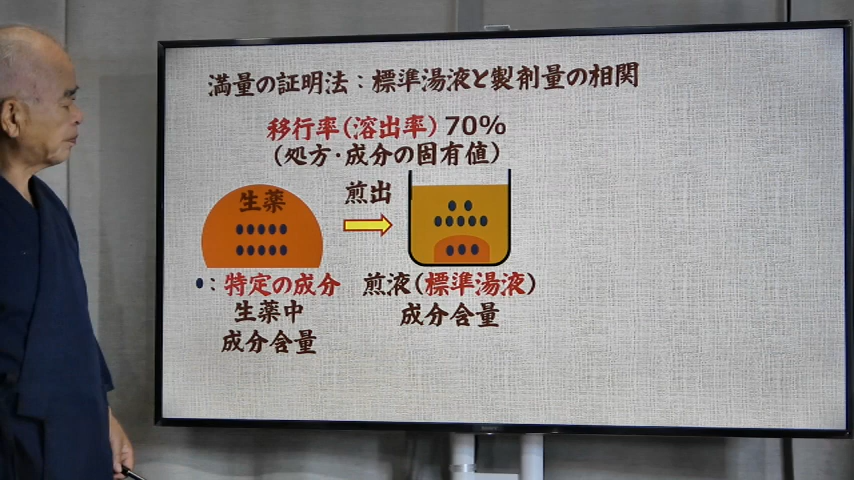 満量の証明法：標準湯液と製剤量の相関
移行率(溶出率) 70%
(処方・成分の固有値)
生薬
煎出
●：特定の成分
生薬中
成分含量
煎液(標準湯液)
成分含量